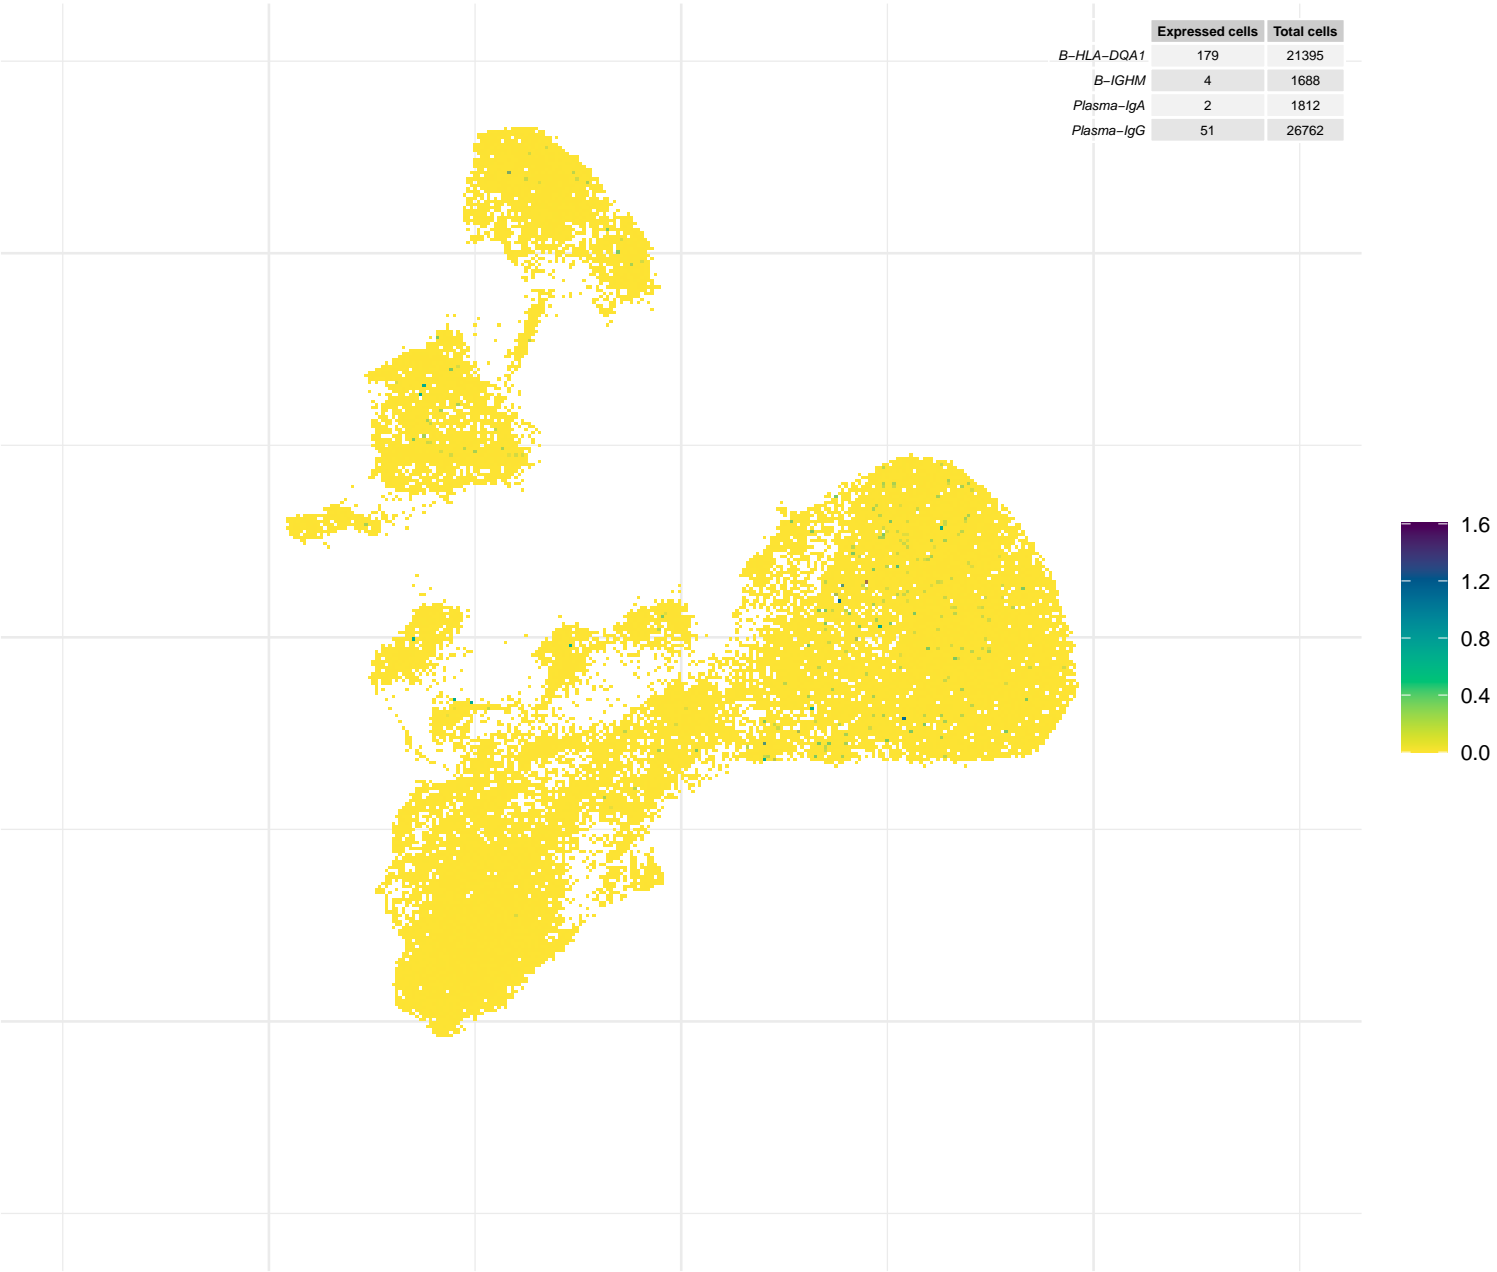 Expressed cells Total cells
B−HLA−DQA1 179 21395
B−IGHM 4 1688
Plasma−IgA 2 1812
Plasma−IgG 51 26762
1.6
1.2
0.8
0.4
0.0